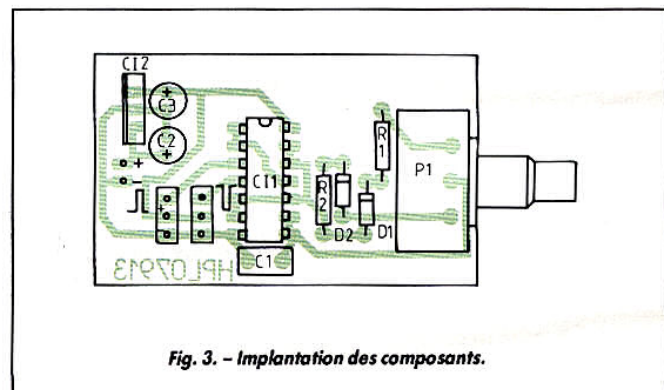 CI2
C3
C2
+
-
CI1
R1
R2
D2
D1
P1
C1
HPL07913
Fig. 3. – Implantation des composants.